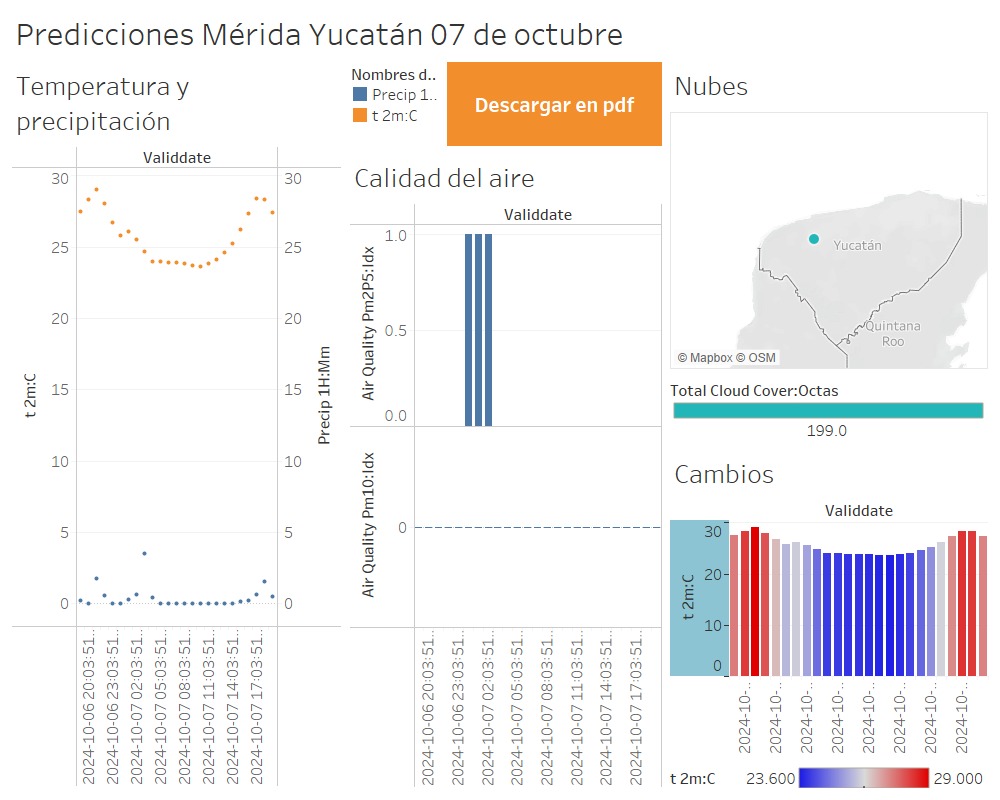 Predicciones Mérida Yucatán 07 de octubre
Temperatura y
precipitación
Validdate
30
25
20
15
10
5
0
t 2m:C
30
25
20
15
10
5
0
Precip 1H:Mm
2024-10-06 20:03:51..
2024-10-06 23:03:51..
2024-10-07 02:03:51..
2024-10-07 05:03:51..
2024-10-07 08:03:51..
2024-10-07 11:03:51..
2024-10-07 14:03:51..
2024-10-07 17:03:51..
Nombres d..
Precip 1..
t 2m:C
Descargar en pdf
Calidad del aire
Validdate
1.0
0.5
0.0
Air Quality Pm2P5:Idx
0
Air Quality Pm10:Idx
2024-10-06 20:03:51..
2024-10-06 23:03:51..
2024-10-07 02:03:51..
2024-10-07 05:03:51..
2024-10-07 08:03:51..
2024-10-07 11:03:51..
2024-10-07 14:03:51..
2024-10-07 17:03:51..
Nubes
Yucatán
Quintana
Roo
© Mapbox © OSM
Total Cloud Cover:Octas
199.0
Cambios
Validdate
30
20
10
0
t 2m:C
2024-10-..
2024-10-..
2024-10-..
2024-10-..
2024-10-..
2024-10-..
2024-10-..
2024-10-..
t 2m:C
23.600
29.000